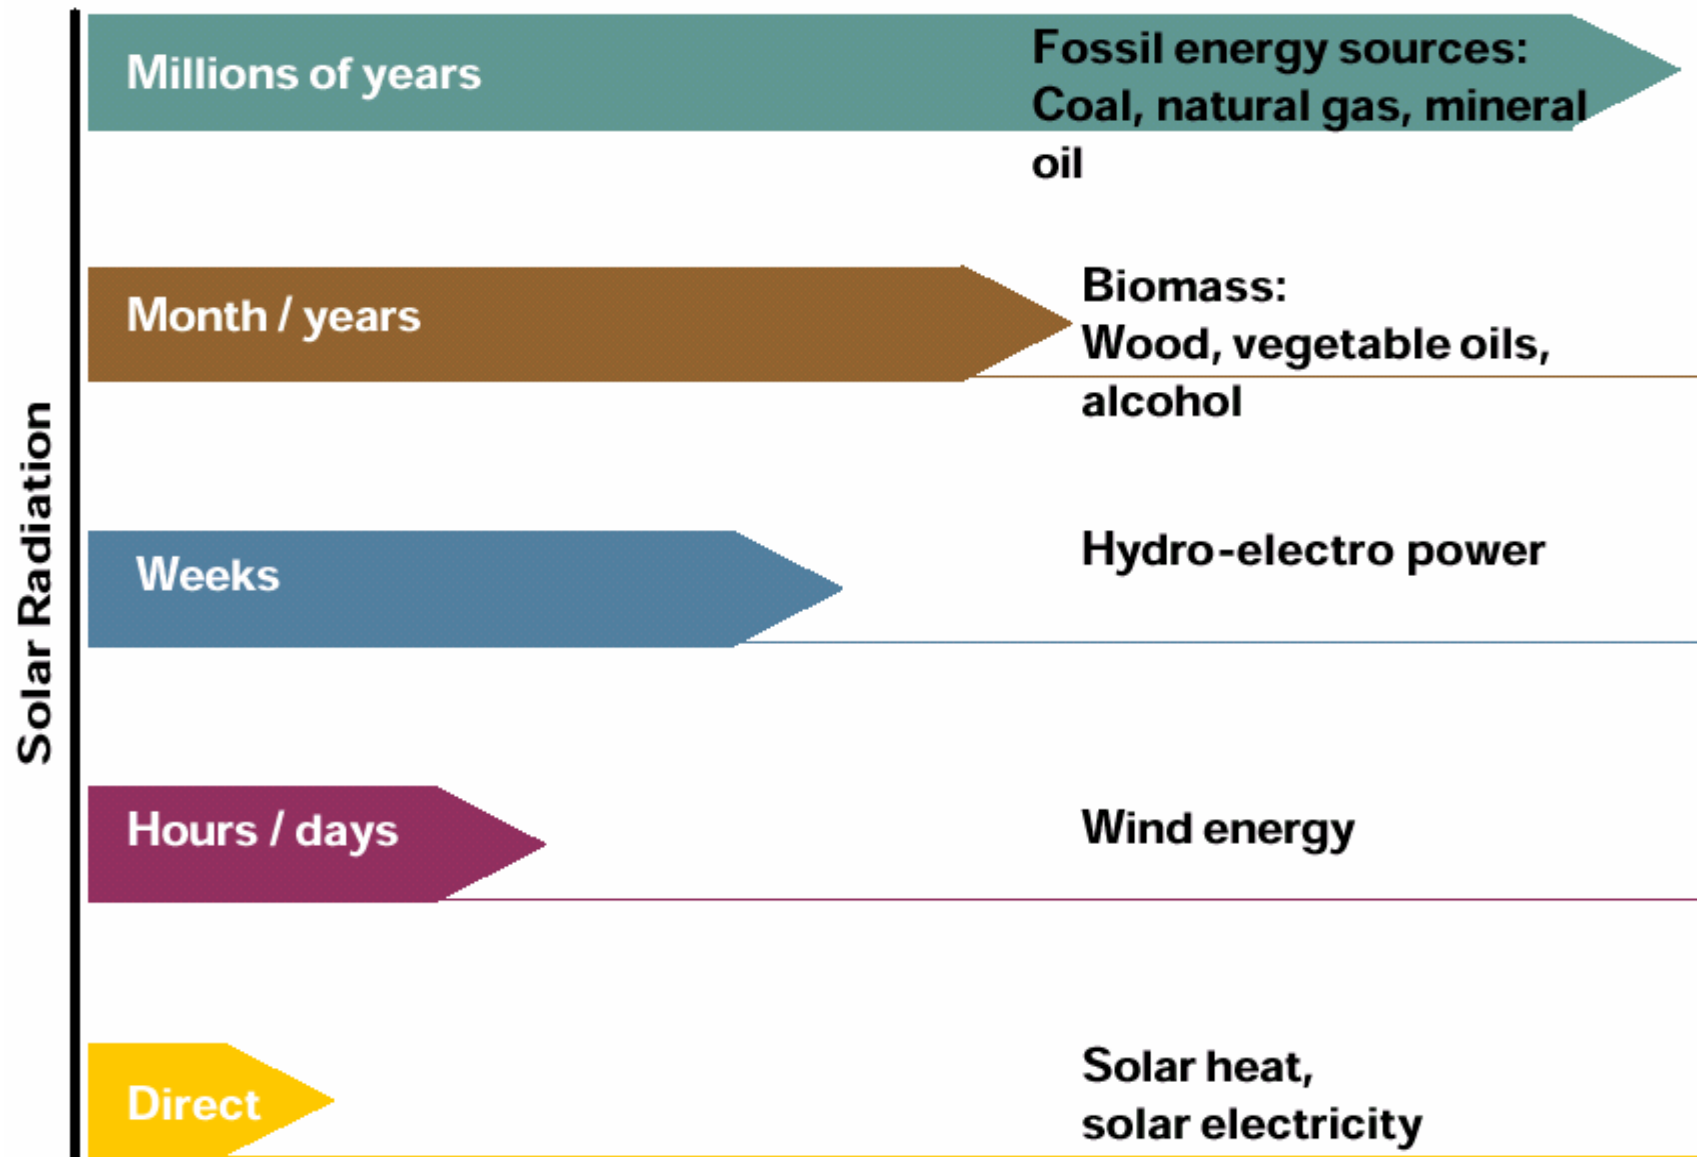 Millions of years
Fossil energy sources:
Coal, natural gas, mineral
oil
Month / years
Biomass:
Wood, vegetable oils,
alcohol
Weeks
Hydro-electro power
Solar Radiation
Hours / days
Wind energy
Direct
Solar heat,
solar electricity